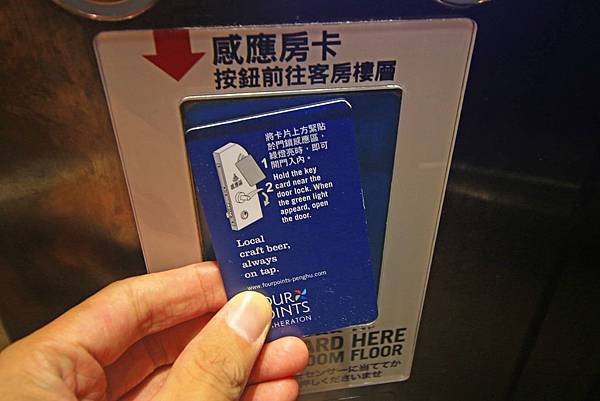 感應房卡
按鈕前往客房樓層
將卡片上方緊貼
於門鎖感應區，
綠燈亮時，即可
開門入內。
1
2
Hold the key
card near the
door lock. When
the green light
appeard, open
the door.
Local
craft beer,
always
on tap.
www.fourpoints-penghu.com
FOUR
POINTS
SHERATON
HERE
FLOOR
センサーに当ててか
くださいませ